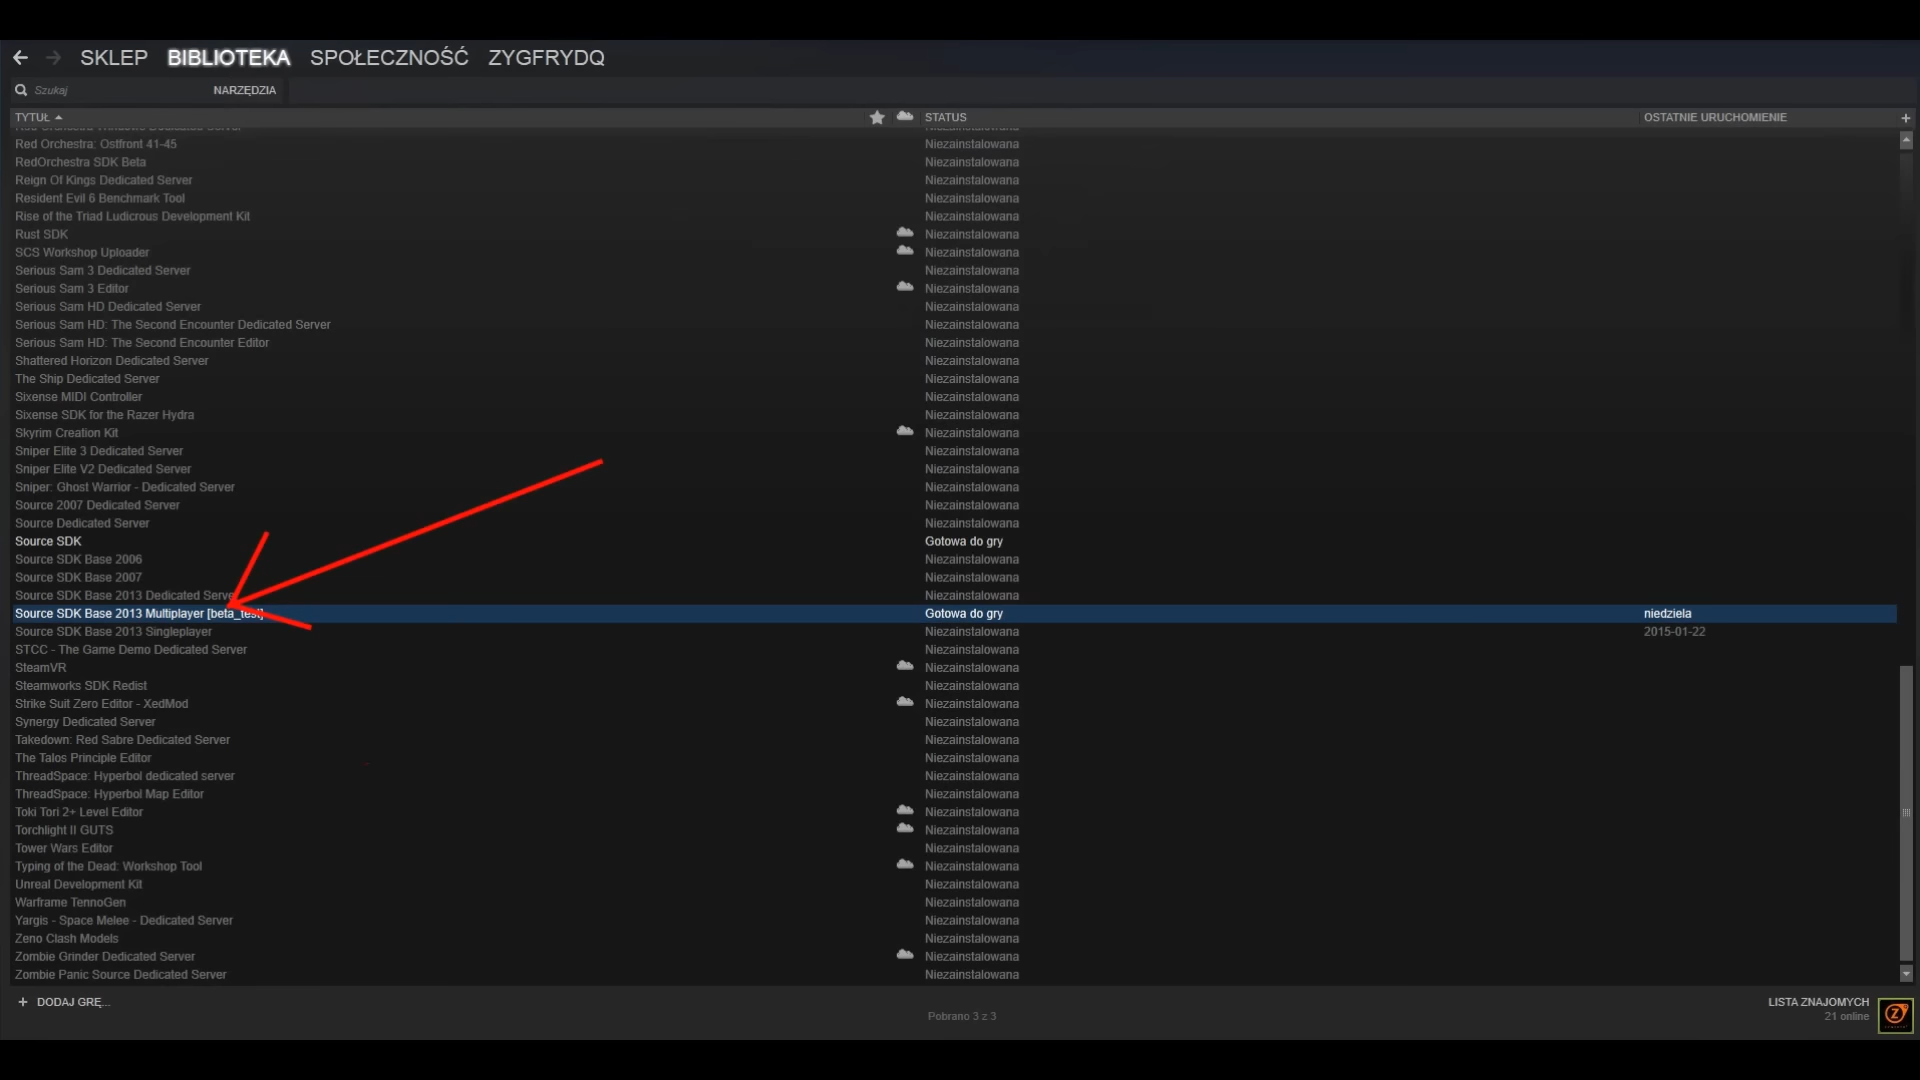 SKLEP BIBLIOTEKA SPOŁECZNOŚĆ ZYGFRYDQ
Szukaj NARZĘDZIA
TYTUŁ STATUS OSTATNIE URUCHOMIENIE
Niezainstalowana
Red Orchestra: Ostfront 41-45 Niezainstalowana
RedOrchestra SDK Beta Niezainstalowana
Reign Of Kings Dedicated Server Niezainstalowana
Resident Evil 6 Benchmark Tool Niezainstalowana
Rise of the Triad Ludicrous Development Kit Niezainstalowana
Rust SDK Niezainstalowana
SCS Workshop Uploader Niezainstalowana
Serious Sam 3 Dedicated Server Niezainstalowana
Serious Sam 3 Editor Niezainstalowana
Serious Sam HD Dedicated Server Niezainstalowana
Serious Sam HD: The Second Encounter Dedicated Server Niezainstalowana
Serious Sam HD: The Second Encounter Editor Niezainstalowana
Shattered Horizon Dedicated Server Niezainstalowana
The Ship Dedicated Server Niezainstalowana
Sixense MIDI Controller Niezainstalowana
Sixense SDK for the Razer Hydra Niezainstalowana
Skyrim Creation Kit Niezainstalowana
Sniper Elite 3 Dedicated Server Niezainstalowana
Sniper Elite V2 Dedicated Server Niezainstalowana
Sniper: Ghost Warrior - Dedicated Server Niezainstalowana
Source 2007 Dedicated Server Niezainstalowana
Source Dedicated Server Niezainstalowana
Source SDK Gotowa do gry
Source SDK Base 2006 Niezainstalowana
Source SDK Base 2007 Niezainstalowana
Source SDK Base 2013 Dedicated Server Niezainstalowana
Source SDK Base 2013 Multiplayer [beta_test] Gotowa do gry niedziela
Source SDK Base 2013 Singleplayer Niezainstalowana 2015-01-22
STCC - The Game Demo Dedicated Server Niezainstalowana
SteamVR Niezainstalowana
Steamworks SDK Redist Niezainstalowana
Strike Suit Zero Editor - XedMod Niezainstalowana
Synergy Dedicated Server Niezainstalowana
Takedown: Red Sabre Dedicated Server Niezainstalowana
The Talos Principle Editor Niezainstalowana
ThreadSpace: Hyperbol dedicated server Niezainstalowana
ThreadSpace: Hyperbol Map Editor Niezainstalowana
Toki Tori 2+ Level Editor Niezainstalowana
Torchlight II GUTS Niezainstalowana
Tower Wars Editor Niezainstalowana
Typing of the Dead: Workshop Tool Niezainstalowana
Unreal Development Kit Niezainstalowana
Warframe TennoGen Niezainstalowana
Yargis - Space Melee - Dedicated Server Niezainstalowana
Zeno Clash Models Niezainstalowana
Zombie Grinder Dedicated Server Niezainstalowana
Zombie Panic Source Dedicated Server Niezainstalowana
+ DODAJ GRĘ... LISTA ZNAJOMYCH
Pobrano 3 z 3 21 online